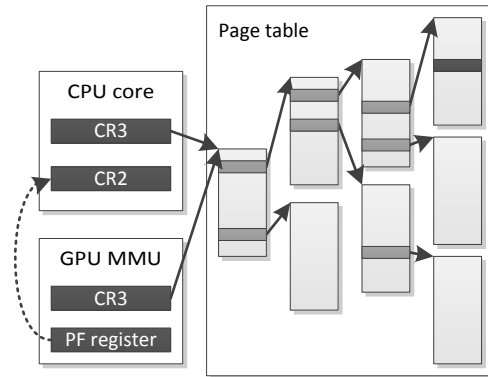 Page table
CPU core
CR3
CR2
GPU MMU
CR3
PF register